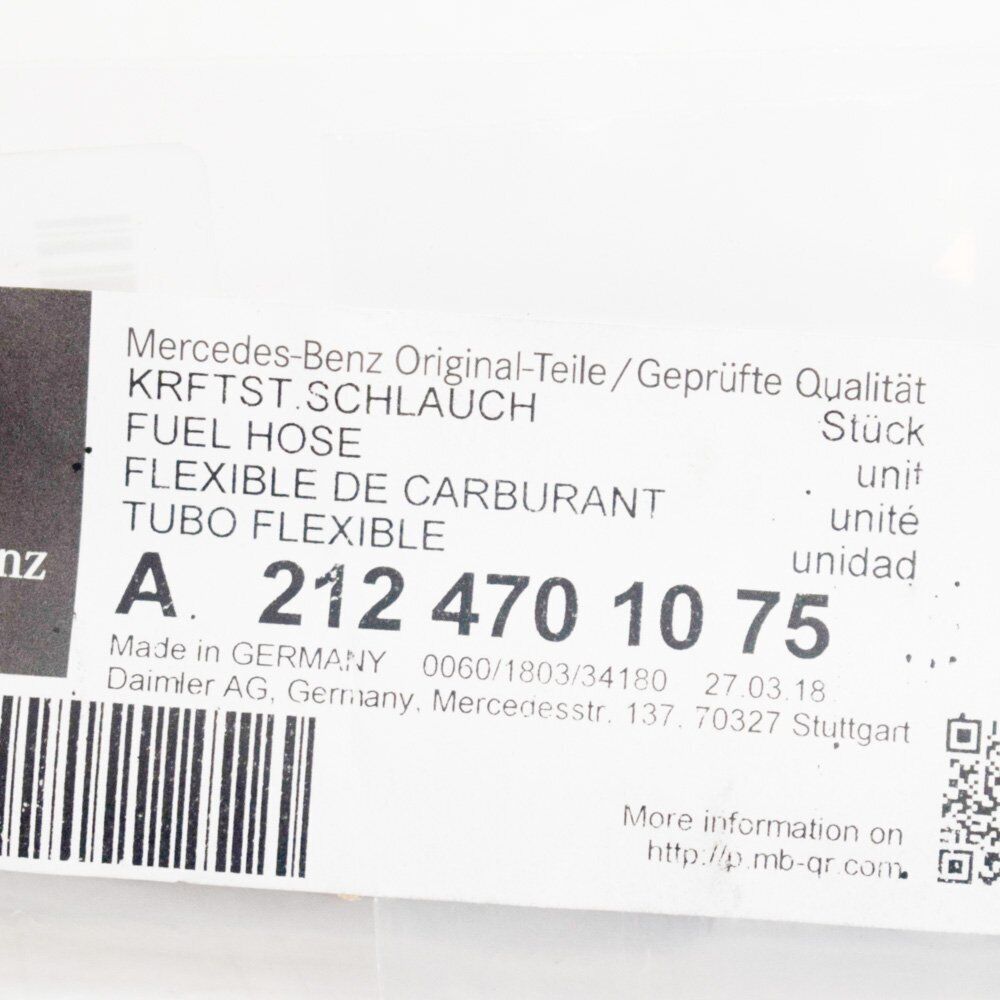 Mercedes-Benz Original-Teile/Geprüfte Qualität
KRFTST.SCHLAUCH Stück
FUEL HOSE unit
FLEXIBLE DE CARBURANT unité
TUBO FLEXIBLE unidad
nz
A. 212 470 10 75
Made in GERMANY 0060/1803/34180 27.03.18
Daimler AG, Germany, Mercedesstr. 137. 70327 Stuttgart
More information on
http://p.mb-qr.com.